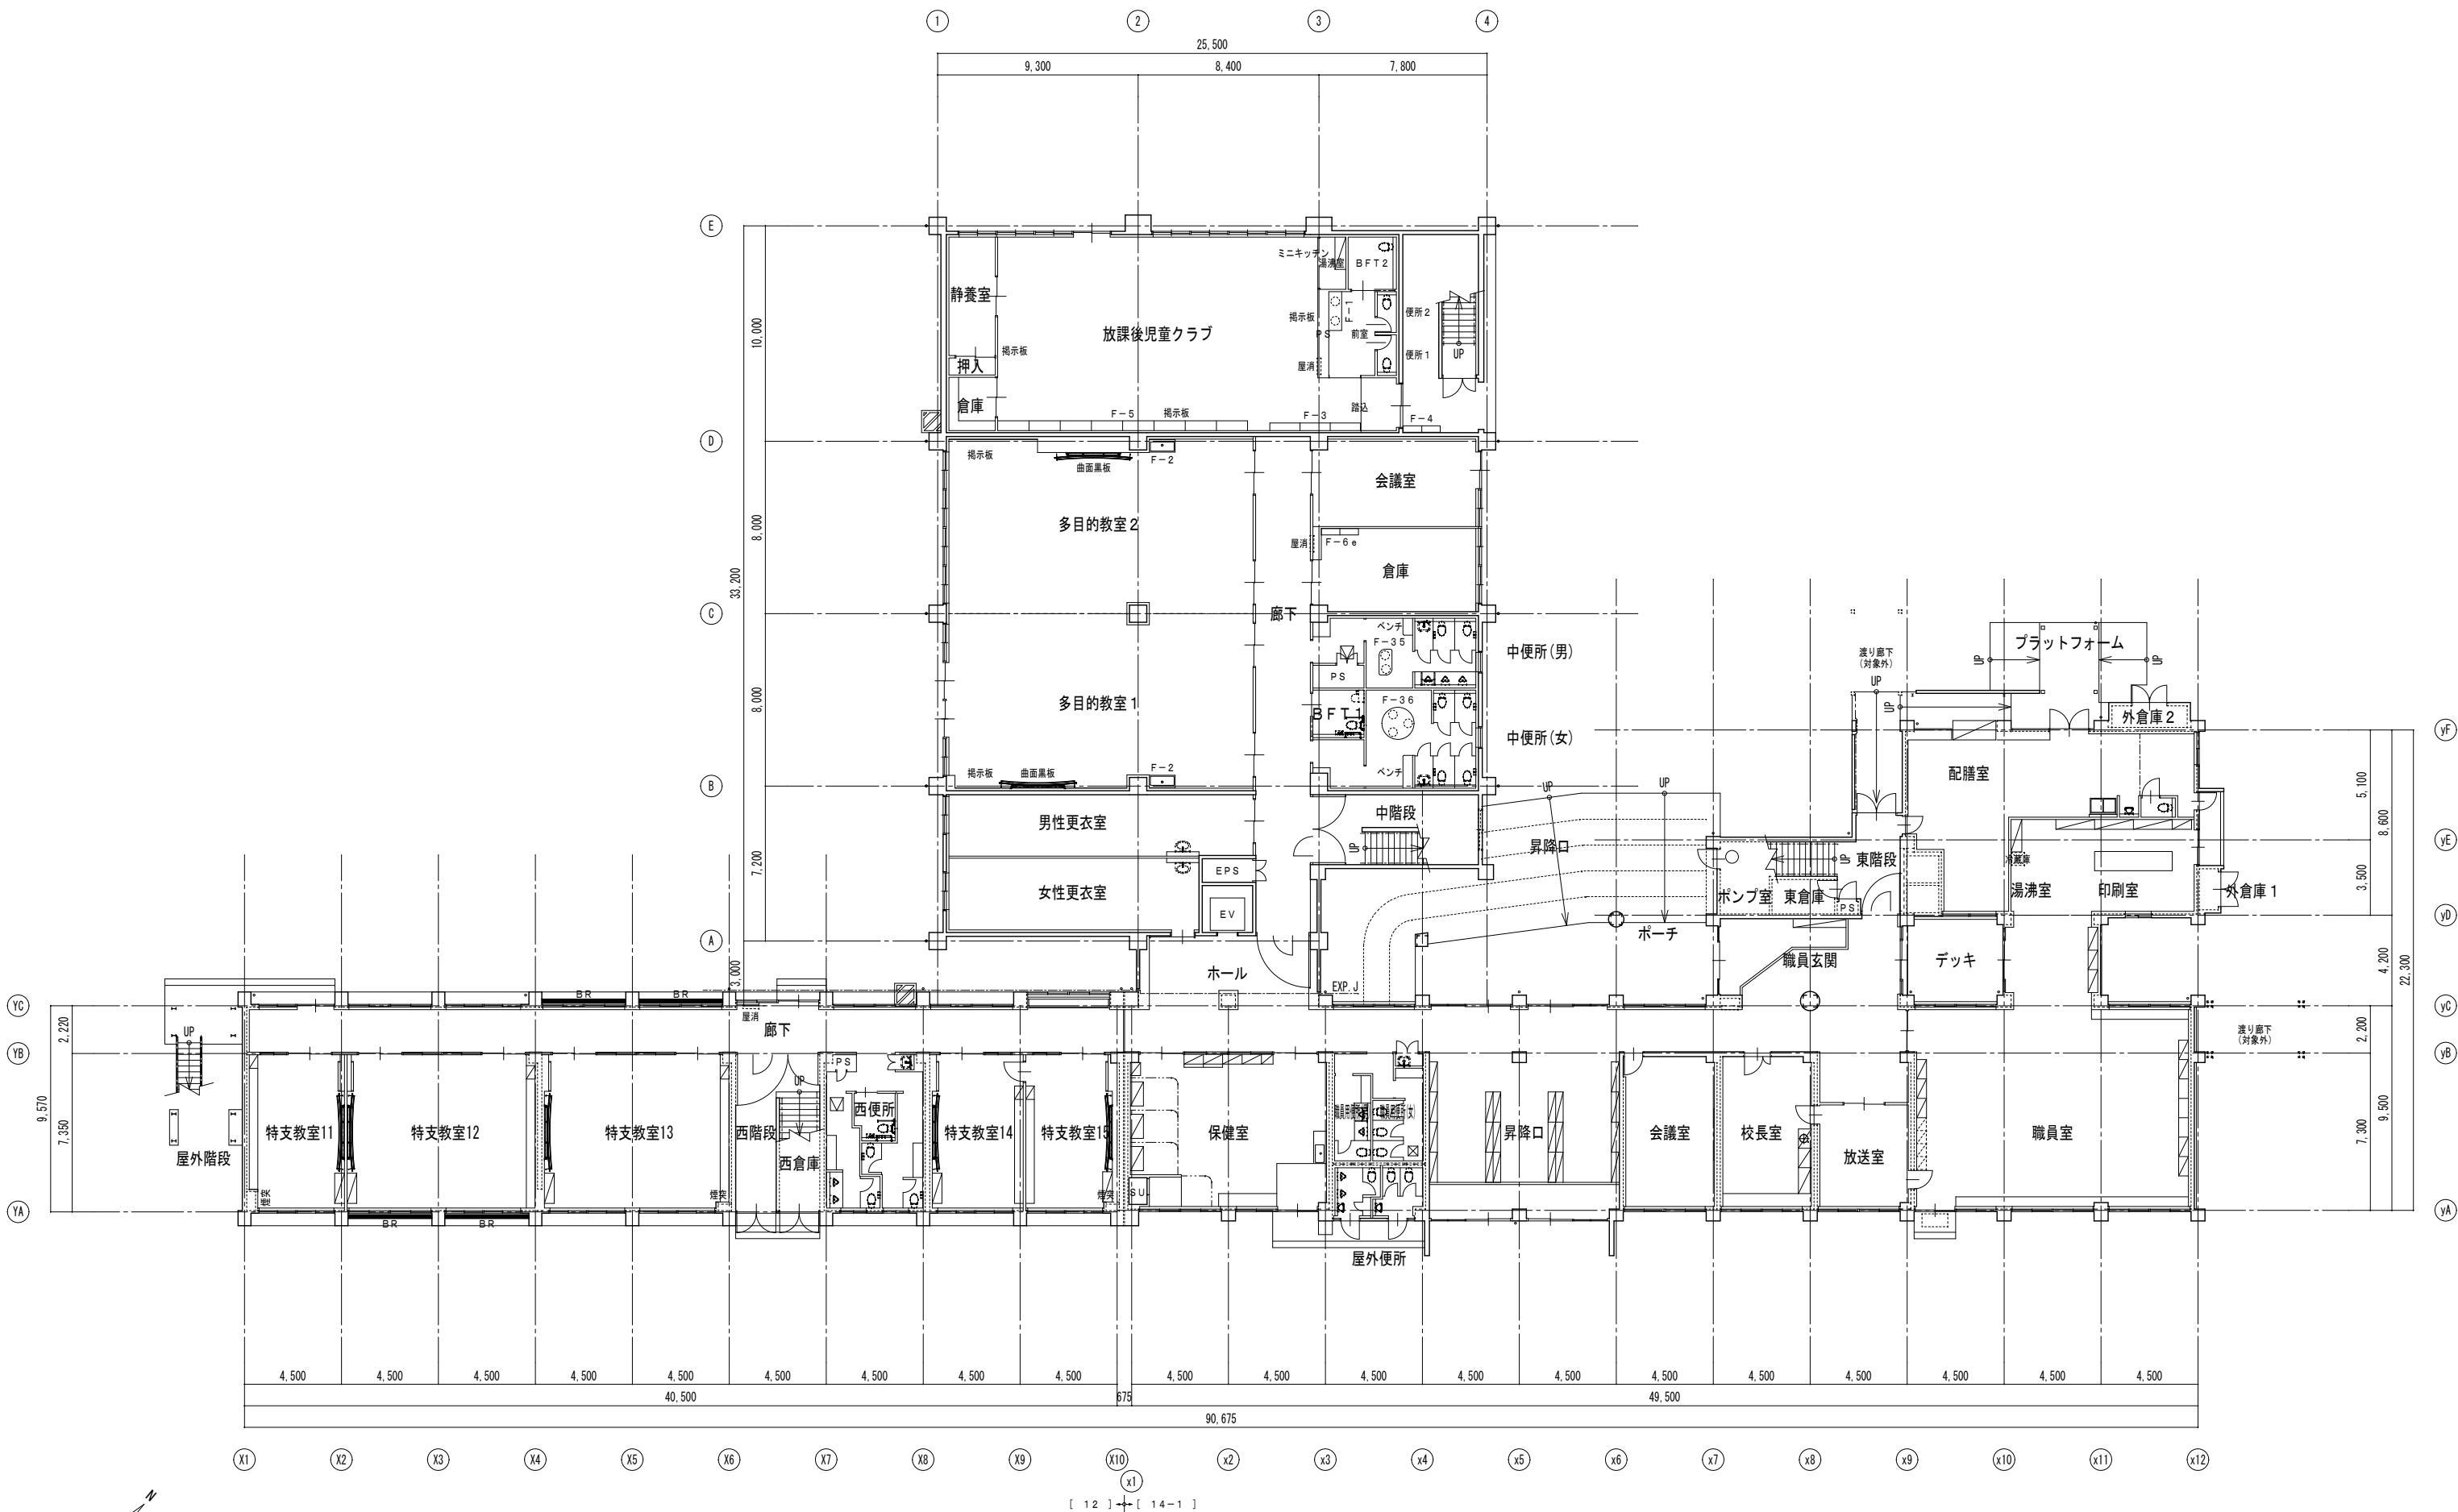 1 2 3 4
25,500
9,300 8,400 7,800
E
ミニキッチン
湯沸室 BFT2
静養室
放課後児童クラブ
掲示板
F-1
便所2
PS 前室
掲示板
便所1
UP
押入
屋消
倉庫
F-5 掲示板 F-3 踏込 F-4
10,000
D
掲示板 曲面黒板 F-2
会議室
多目的教室2
屋消 F-6e
8,000
33,200
倉庫
C
廊下
ベンチ
F-35
中便所(男)
PS
多目的教室1
BFT1
F-36
中便所(女)
8,000
掲示板 曲面黒板 F-2
ベンチ
B
男性更衣室
中階段
UP
EPS
女性更衣室
EV
7,200
A
3,000
ホール
EXP.J
UP UP
昇降口
ポーチ
渡り廊下
(対象外)
UP
UP
プラットフォーム
UP UP
外倉庫2
yF
配膳室
5,100
8,600
yE
UP 東階段
冷蔵庫
ポンプ室 東倉庫
PS
湯沸室 印刷室 外倉庫1
3,500
yD
職員玄関
デッキ
4,200
22,300
yC
渡り廊下
(対象外)
2,200
yB
7,300
9,500
yA
YC
BR BR
屋消
廊下
2,220
YB
UP
屋外階段
9,570
7,350
YA
特支教室11
煙突
特支教室12
BR BR
特支教室13
煙突
西階段
UP
西倉庫
PS
西便所
特支教室14
特支教室15
煙突
保健室
SU
屋外便所
昇降口
会議室
校長室
放送室
職員室
4,500 4,500 4,500 4,500 4,500 4,500 4,500 4,500 4,500 4,500 4,500 4,500 4,500 4,500 4,500 4,500 4,500 4,500 4,500 4,500
40,500 675 49,500
90,675
X1 X2 X3 X4 X5 X6 X7 X8 X9 X10 x2 x3 x4 x5 x6 x7 x8 x9 x10 x11 x12
x1
N
[ 12 ] [ 14-1 ]